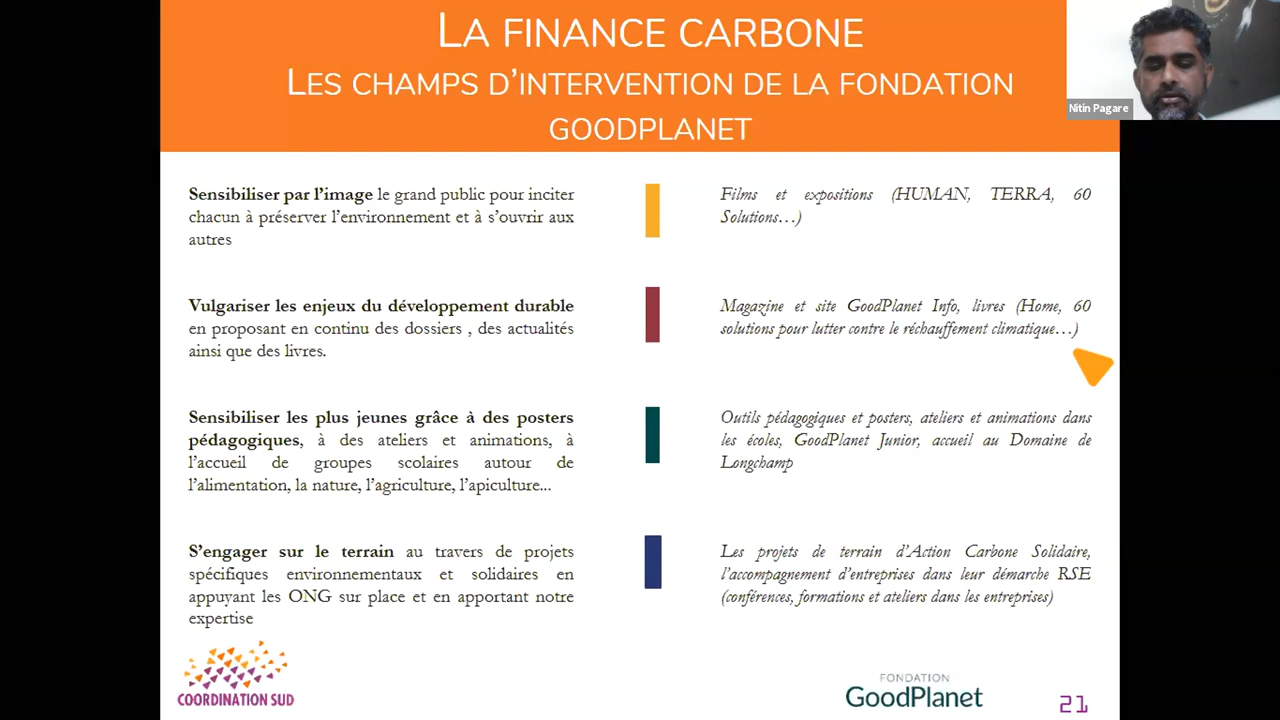 LA FINANCE CARBONE
LES CHAMPS D’INTERVENTION DE LA FONDATION
GOODPLANET
Nitin Pagare
Sensibiliser par l’image le grand public pour inciter
chacun à préserver l’environnement et à s’ouvrir aux
autres
Films et expositions (HUMAN, TERRA, 60
Solutions…)
Vulgariser les enjeux du développement durable
en proposant en continu des dossiers , des actualités
ainsi que des livres.
Magazine et site GoodPlanet Info, livres (Home, 60
solutions pour lutter contre le réchauffement climatique…)
Sensibiliser les plus jeunes grâce à des posters
pédagogiques, à des ateliers et animations, à
l’accueil de groupes scolaires autour de
l’alimentation, la nature, l’agriculture, l’apiculture...
Outils pédagogiques et posters, ateliers et animations dans
les écoles, GoodPlanet Junior, accueil au Domaine de
Longchamp
S’engager sur le terrain au travers de projets
spécifiques environnementaux et solidaires en
appuyant les ONG sur place et en apportant notre
expertise
Les projets de terrain d’Action Carbone Solidaire,
l’accompagnement d’entreprises dans leur démarche RSE
(conférences, formations et ateliers dans les entreprises)
COORDINATION SUD
FONDATION
GoodPlanet
21